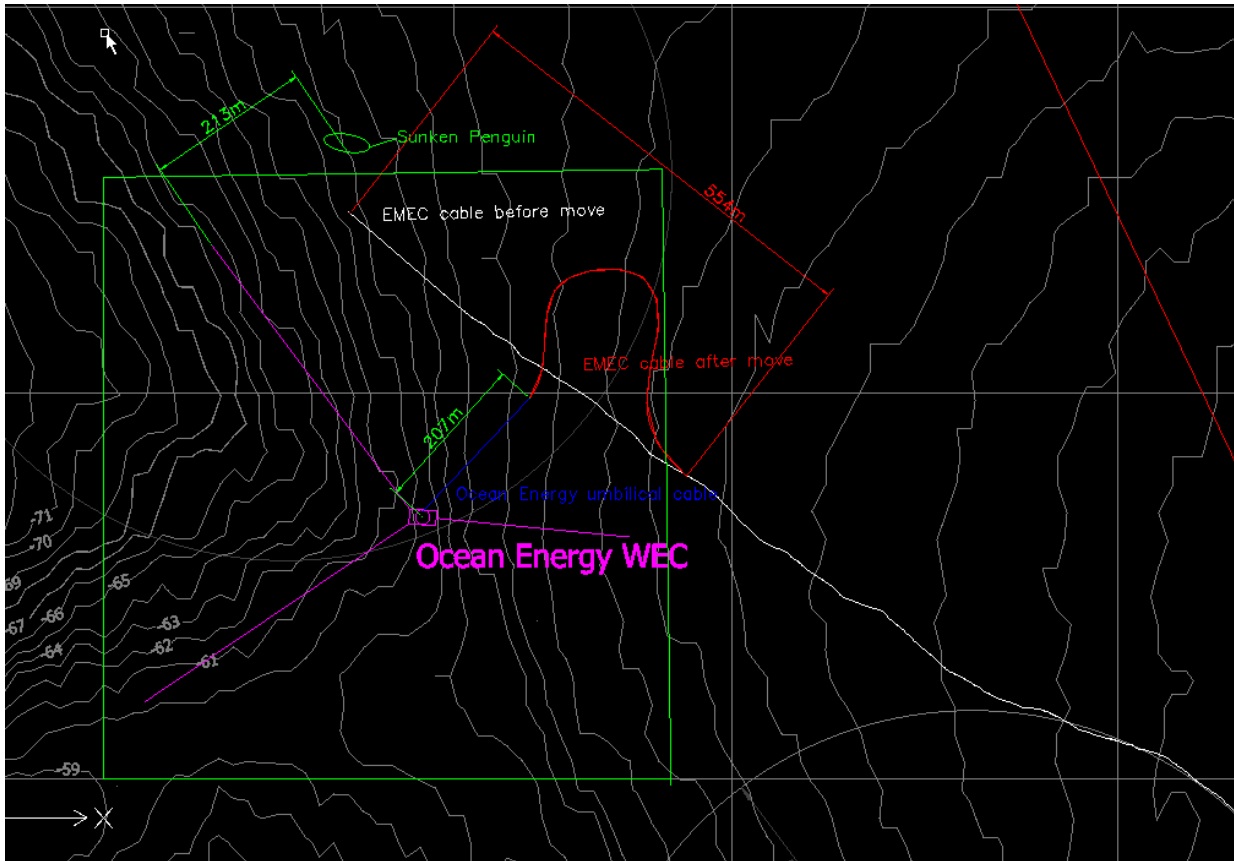 213m
Sunken Penguin
554m
EMEC cable before move
EMEC cable after move
207m
Ocean Energy umbilical cable
Ocean Energy WEC
-71
-70
-69
-67
-66
-65
-64
-63
-62
-61
-59
X